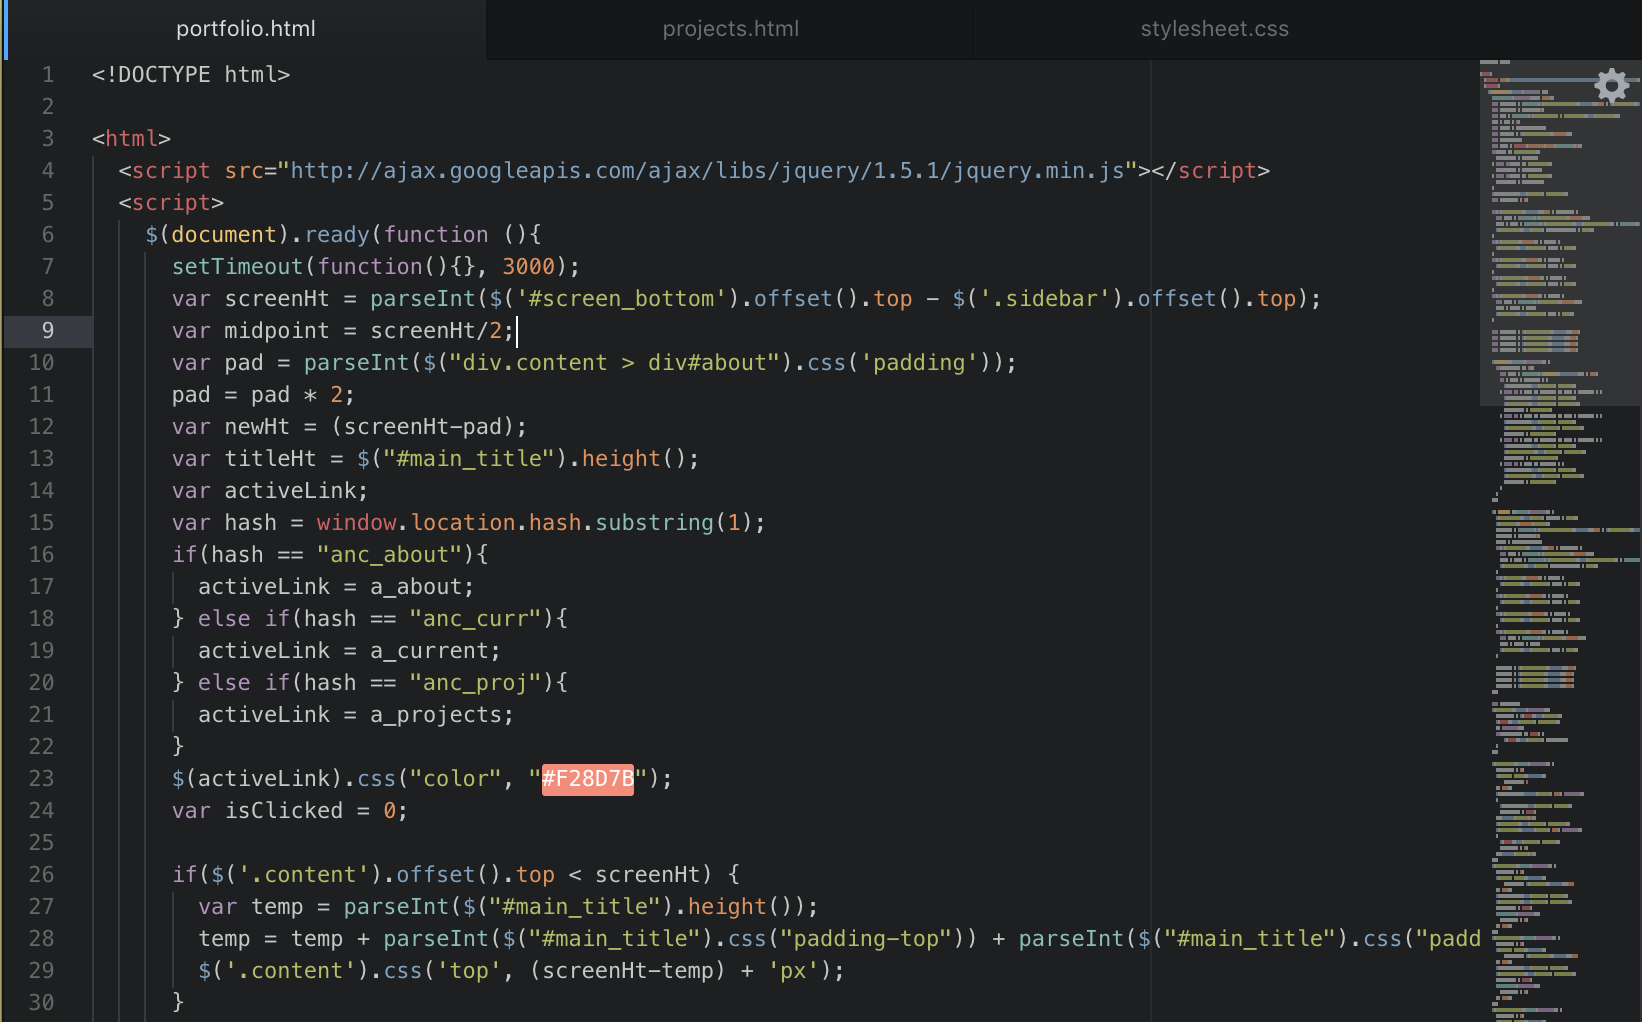 portfolio.html projects.html stylesheet.css
1 <!DOCTYPE html>
2
3 <html>
4 <script src="http://ajax.googleapis.com/ajax/libs/jquery/1.5.1/jquery.min.js"></script>
5 <script>
6 $(document).ready(function (){
7 setTimeout(function(){}, 3000);
8 var screenHt = parseInt($('#screen_bottom').offset().top - $('.sidebar').offset().top);
9 var midpoint = screenHt/2;
10 var pad = parseInt($("div.content > div#about").css('padding'));
11 pad = pad * 2;
12 var newHt = (screenHt-pad);
13 var titleHt = $("#main_title").height();
14 var activeLink;
15 var hash = window.location.hash.substring(1);
16 if(hash == "anc_about"){
17 activeLink = a_about;
18 } else if(hash == "anc_curr"){
19 activeLink = a_current;
20 } else if(hash == "anc_proj"){
21 activeLink = a_projects;
22 }
23 $(activeLink).css("color", "#F28D7B");
24 var isClicked = 0;
25
26 if($('.content').offset().top < screenHt) {
27 var temp = parseInt($("#main_title").height());
28 temp = temp + parseInt($("#main_title").css("padding-top")) + parseInt($("#main_title").css("padd
29 $('.content').css('top', (screenHt-temp) + 'px');
30 }